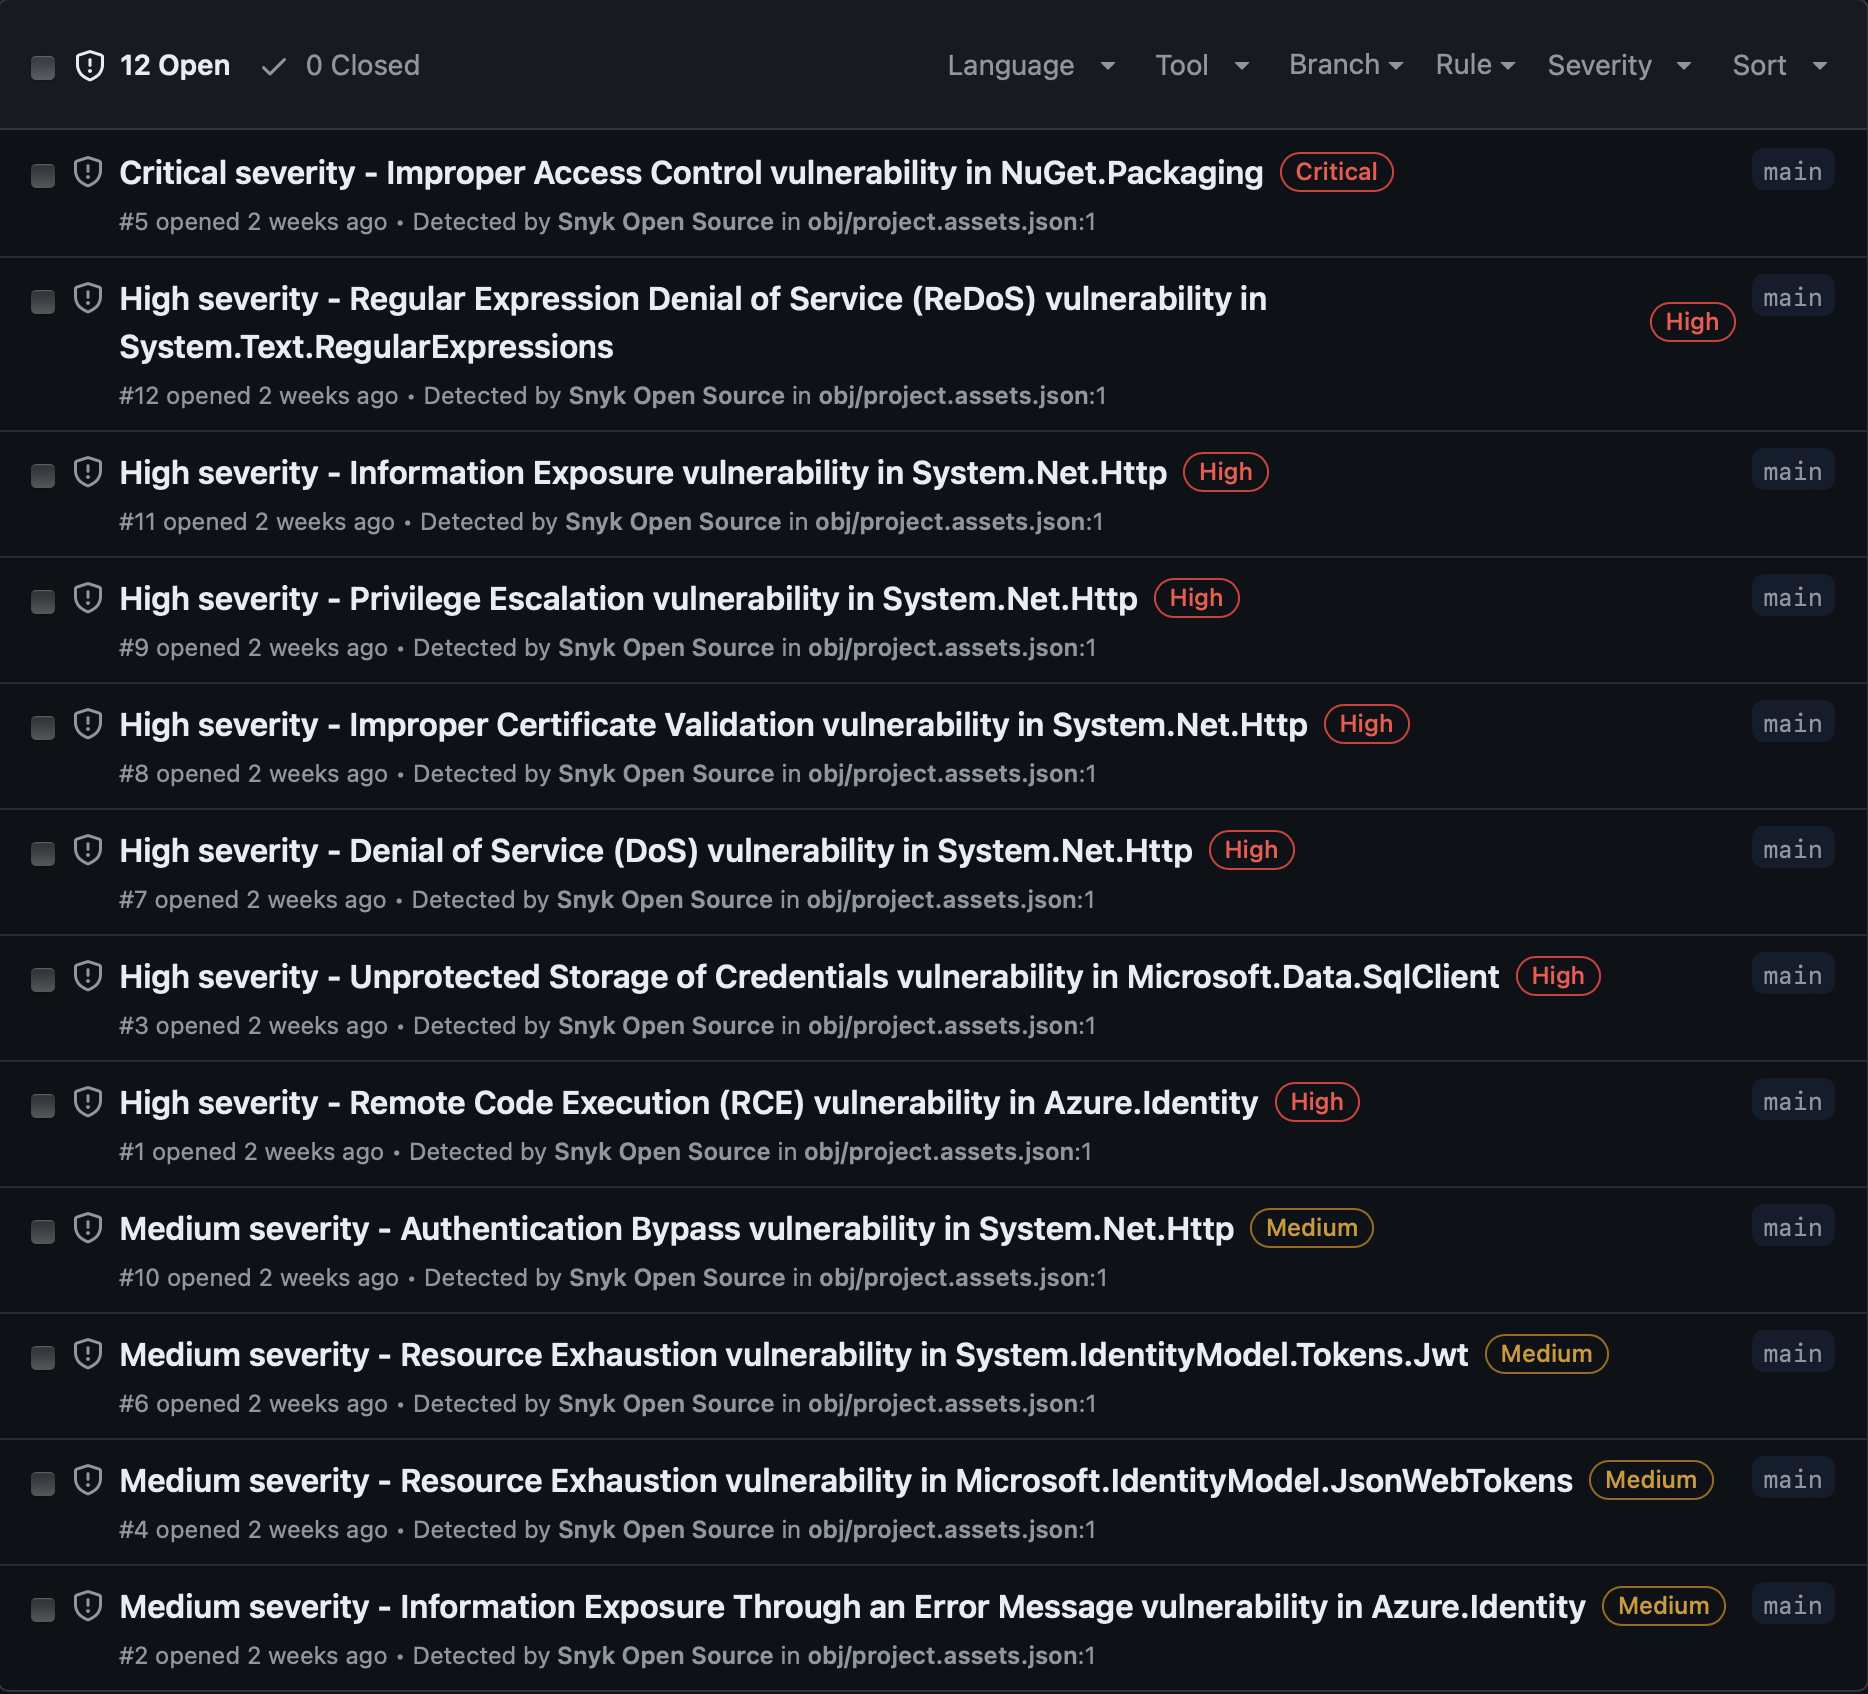 12 Open 0 Closed Language Tool Branch Rule Severity Sort
Critical severity - Improper Access Control vulnerability in NuGet.Packaging Critical main
#5 opened 2 weeks ago • Detected by Snyk Open Source in obj/project.assets.json:1
High severity - Regular Expression Denial of Service (ReDoS) vulnerability in
System.Text.RegularExpressions High main
#12 opened 2 weeks ago • Detected by Snyk Open Source in obj/project.assets.json:1
High severity - Information Exposure vulnerability in System.Net.Http High main
#11 opened 2 weeks ago • Detected by Snyk Open Source in obj/project.assets.json:1
High severity - Privilege Escalation vulnerability in System.Net.Http High main
#9 opened 2 weeks ago • Detected by Snyk Open Source in obj/project.assets.json:1
High severity - Improper Certificate Validation vulnerability in System.Net.Http High main
#8 opened 2 weeks ago • Detected by Snyk Open Source in obj/project.assets.json:1
High severity - Denial of Service (DoS) vulnerability in System.Net.Http High main
#7 opened 2 weeks ago • Detected by Snyk Open Source in obj/project.assets.json:1
High severity - Unprotected Storage of Credentials vulnerability in Microsoft.Data.SqlClient High main
#3 opened 2 weeks ago • Detected by Snyk Open Source in obj/project.assets.json:1
High severity - Remote Code Execution (RCE) vulnerability in Azure.Identity High main
#1 opened 2 weeks ago • Detected by Snyk Open Source in obj/project.assets.json:1
Medium severity - Authentication Bypass vulnerability in System.Net.Http Medium main
#10 opened 2 weeks ago • Detected by Snyk Open Source in obj/project.assets.json:1
Medium severity - Resource Exhaustion vulnerability in System.IdentityModel.Tokens.Jwt Medium main
#6 opened 2 weeks ago • Detected by Snyk Open Source in obj/project.assets.json:1
Medium severity - Resource Exhaustion vulnerability in Microsoft.IdentityModel.JsonWebTokens Medium main
#4 opened 2 weeks ago • Detected by Snyk Open Source in obj/project.assets.json:1
Medium severity - Information Exposure Through an Error Message vulnerability in Azure.Identity Medium main
#2 opened 2 weeks ago • Detected by Snyk Open Source in obj/project.assets.json:1